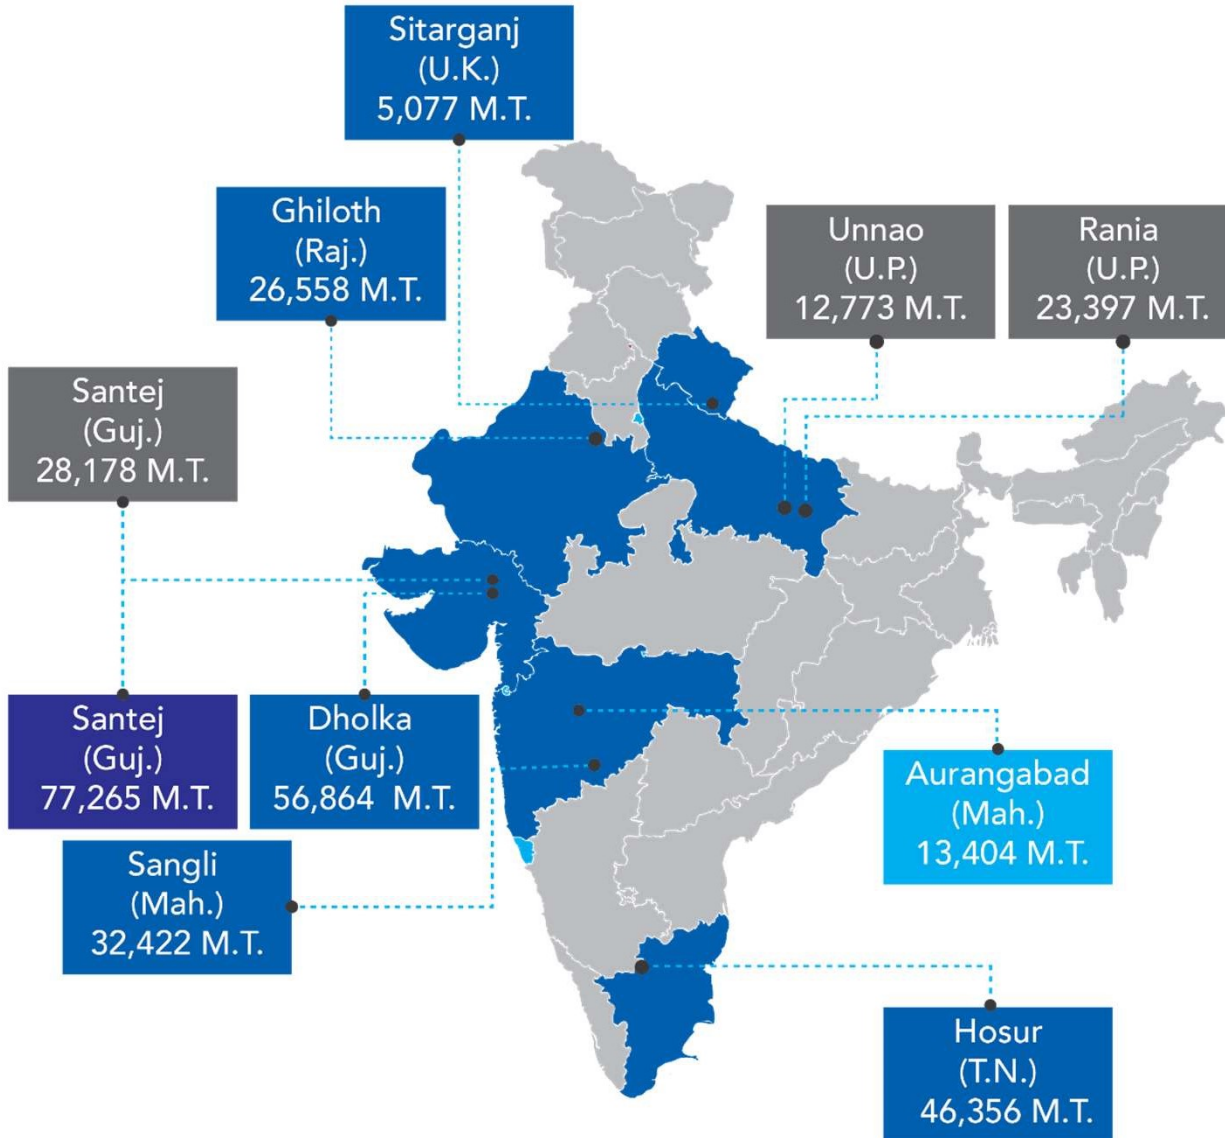 Sitarganj
(U.K.)
5,077 M.T.
Ghiloth
(Raj.)
26,558 M.T.
Unnao
(U.P.)
12,773 M.T.
Rania
(U.P.)
23,397 M.T.
Santej
(Guj.)
28,178 M.T.
Santej
(Guj.)
77,265 M.T.
Dholka
(Guj.)
56,864 M.T.
Aurangabad
(Mah.)
13,404 M.T.
Sangli
(Mah.)
32,422 M.T.
Hosur
(T.N.)
46,356 M.T.